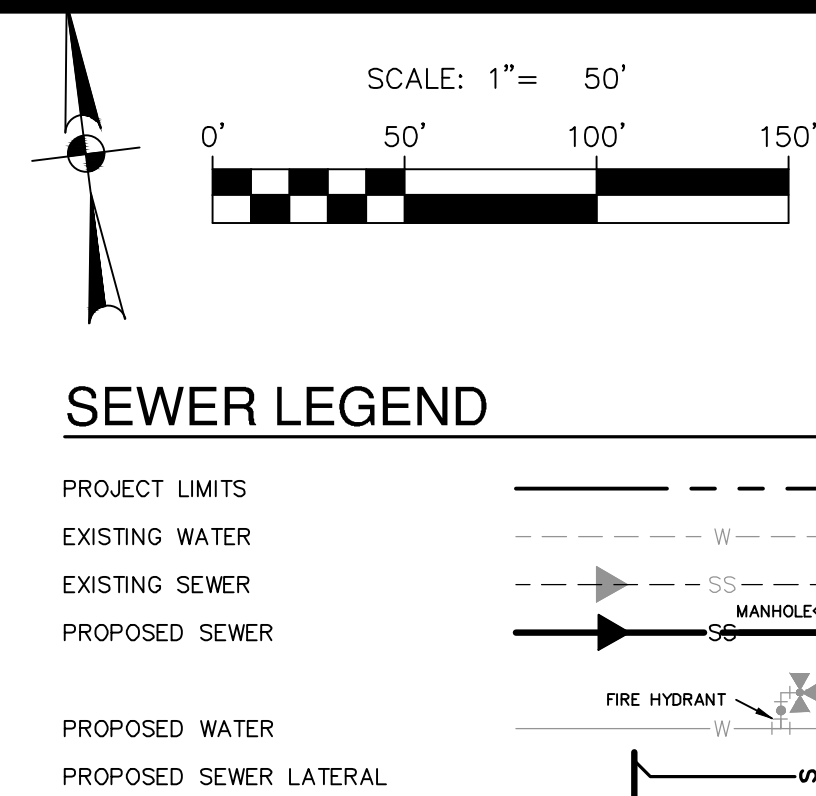 SCALE: 1"= 50'
0' 50' 100' 150'
SEWER LEGEND
PROJECT LIMITS
EXISTING WATER W
EXISTING SEWER SS
MANHOLE
PROPOSED SEWER SS
FIRE HYDRANT
PROPOSED WATER W
PROPOSED SEWER LATERAL S